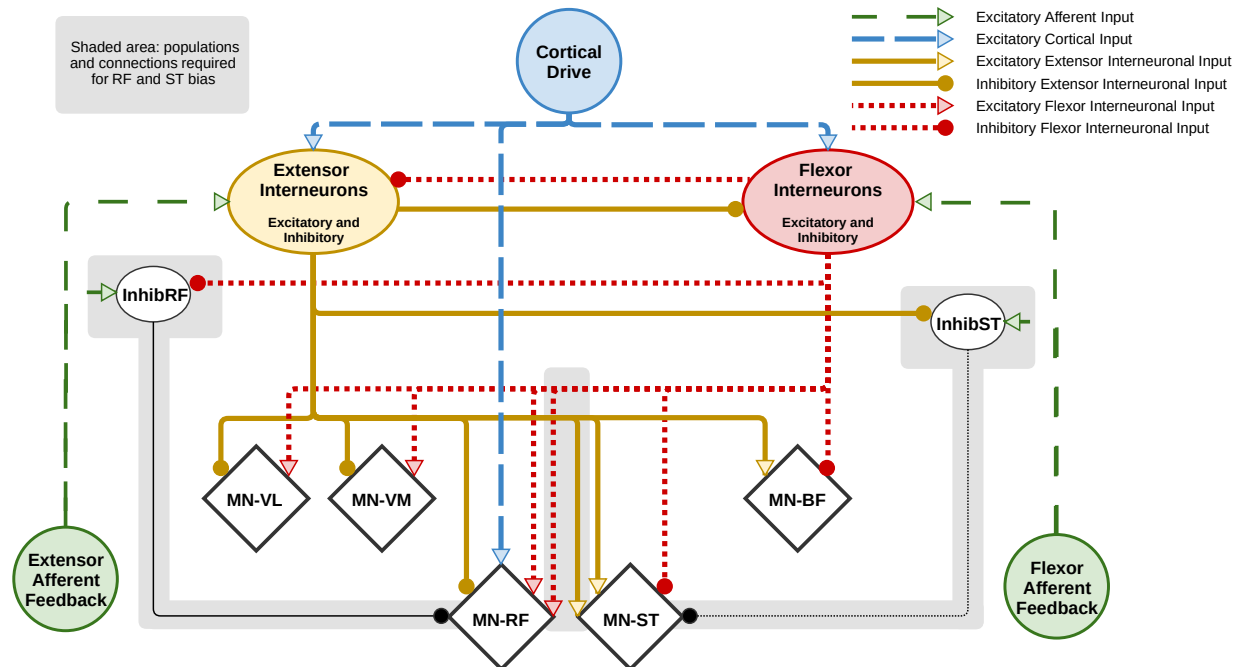 Shaded area: populations
and connections required
for RF and ST bias
Cortical
Drive
Excitatory Afferent Input
Excitatory Cortical Input
Excitatory Extensor Interneuronal Input
Inhibitory Extensor Interneuronal Input
Excitatory Flexor Interneuronal Input
Inhibitory Flexor Interneuronal Input
Extensor
Interneurons
Excitatory and
Inhibitory
Flexor
Interneurons
Excitatory and
Inhibitory
InhibRF
InhibST
MN-VL
MN-VM
MN-BF
Extensor
Afferent
Feedback
MN-RF
MN-ST
Flexor
Afferent
Feedback